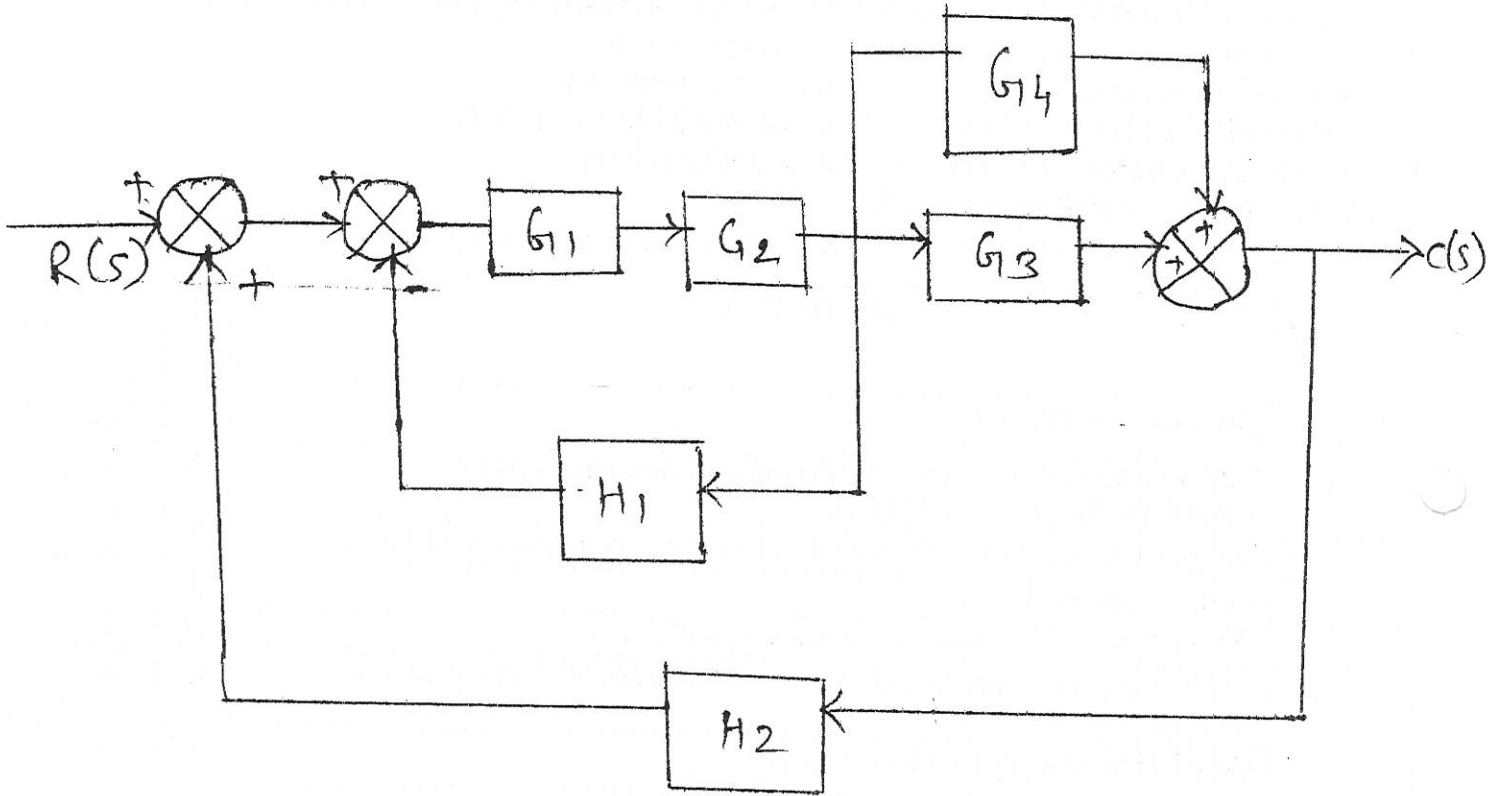 G4
+ + + +
G1 G2 G3 + C(S)
R(S) + -
H1
H2